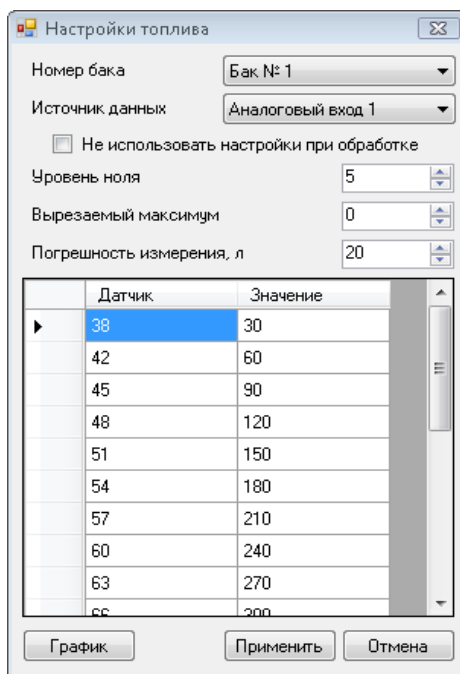 Настройки топлива
Номер бака Бак № 1
Источник данных Аналоговый вход 1
Не использовать настройки при обработке
Уровень ноля 5
Вырезаемый максимум 0
Погрешность измерения, л 20
Датчик Значение
38 30
42 60
45 90
48 120
51 150
54 180
57 210
60 240
63 270
66 300
График Применить Отмена